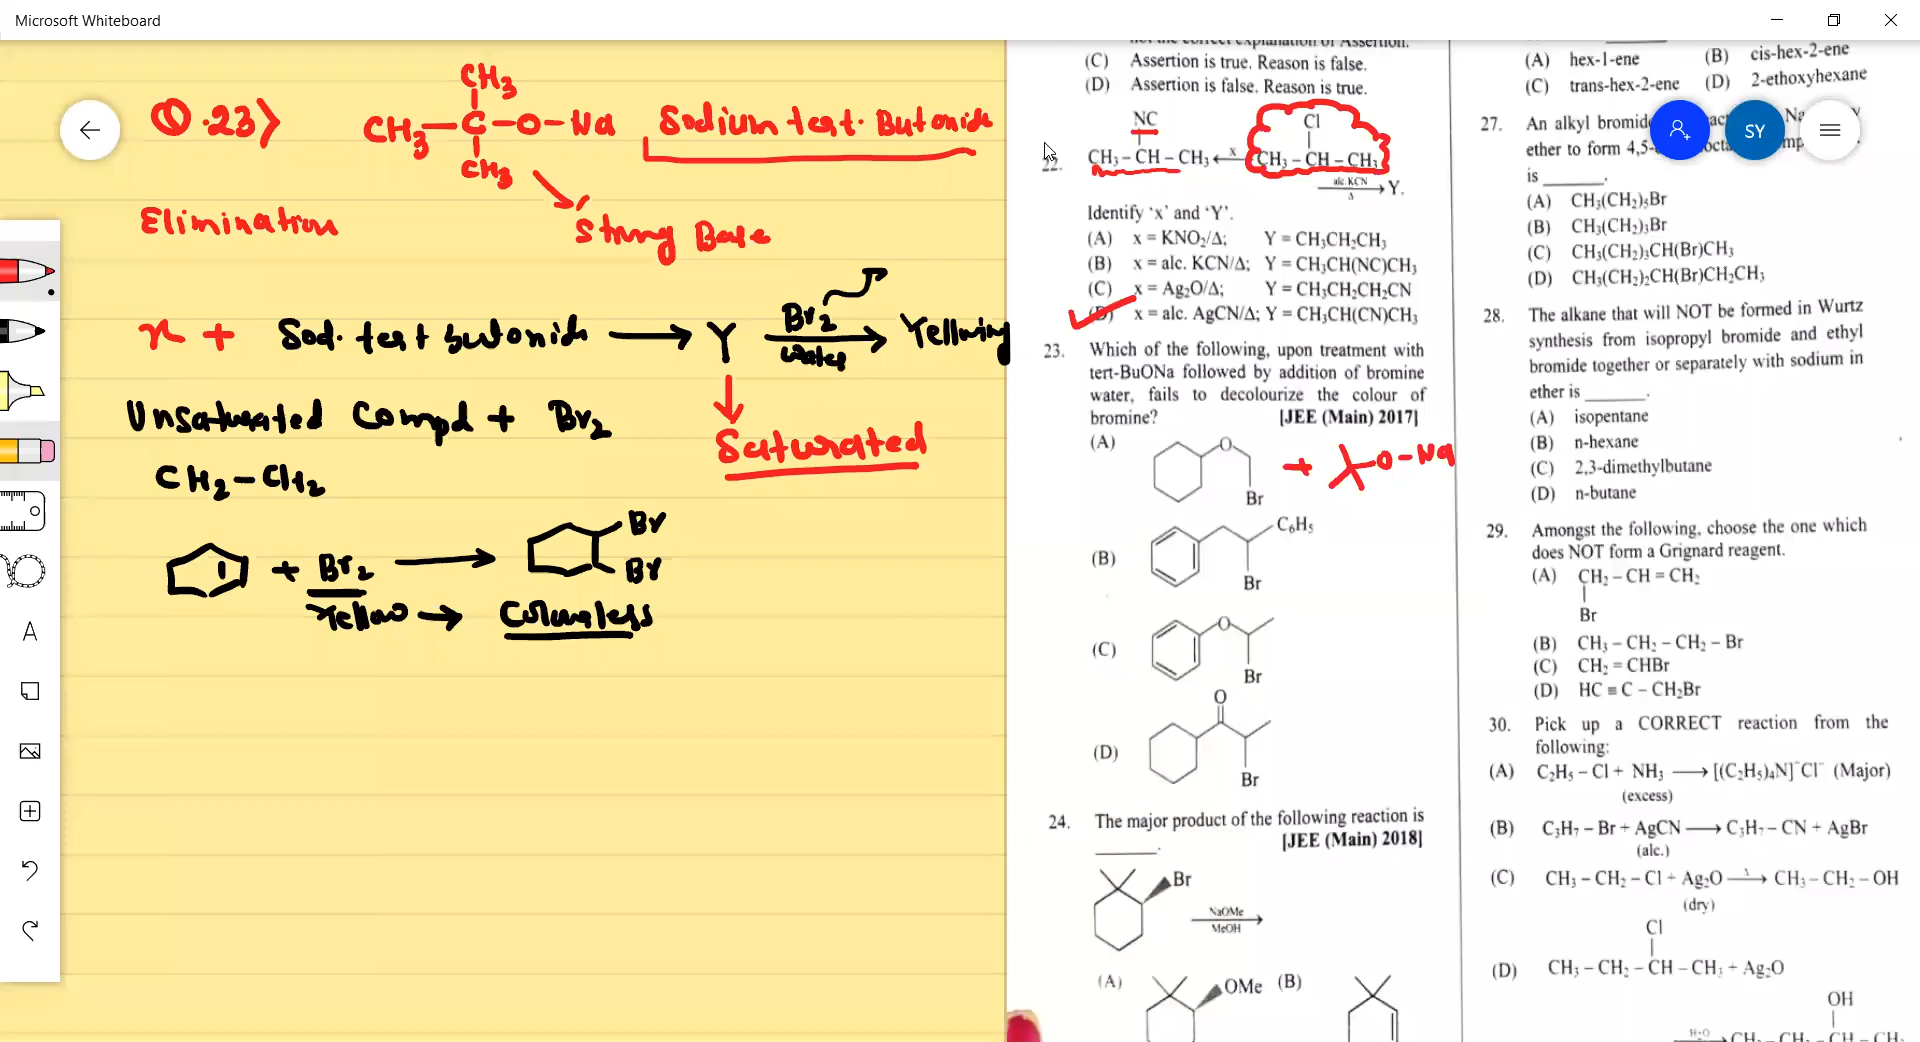 Microsoft Whiteboard
Q.23>
CH3
CH3-C-O-Na
CH3
Sodium tert. Butoxide
Elimination
Strong Base
x + Sod. tert butoxide → Y
Br2
water
Yellowing
Saturated
Unsaturated Compd + Br2
CH2-CH2
+ Br2 →
Br
Br
Yellow → Colourless
(C) Assertion is true. Reason is false.
(D) Assertion is false. Reason is true.
22.
NC
CH3 – CH – CH3 ←x
Cl
CH3 – CH – CH3
alc. KCN
Δ
→ Y.
Identify 'x' and 'Y'.
(A) x = KNO2/Δ; Y = CH3CH2CH3
(B) x = alc. KCN/Δ; Y = CH3CH(NC)CH3
(C) x = Ag2O/Δ; Y = CH3CH2CH2CN
(D) x = alc. AgCN/Δ; Y = CH3CH(CN)CH3
23. Which of the following, upon treatment with
tert-BuONa followed by addition of bromine
water, fails to decolourize the colour of
bromine? [JEE (Main) 2017]
(A)
O
Br
+ O-Na
(B)
C6H5
Br
(C)
O
Br
(D)
O
Br
24. The major product of the following reaction is
______. [JEE (Main) 2018]
Br
NaOMe
MeOH
(A)
OMe
(B)
(A) hex-1-ene (B) cis-hex-2-ene
(C) trans-hex-2-ene (D) 2-ethoxyhexane
27. An alkyl bromid
SY
ether to form 4,5-
is ______.
(A) CH3(CH2)5Br
(B) CH3(CH2)3Br
(C) CH3(CH2)3CH(Br)CH3
(D) CH3(CH2)2CH(Br)CH2CH3
28. The alkane that will NOT be formed in Wurtz
synthesis from isopropyl bromide and ethyl
bromide together or separately with sodium in
ether is ______.
(A) isopentane
(B) n-hexane
(C) 2,3-dimethylbutane
(D) n-butane
29. Amongst the following, choose the one which
does NOT form a Grignard reagent.
(A) CH2 – CH = CH2
Br
(B) CH3 – CH2 – CH2 – Br
(C) CH2 = CHBr
(D) HC ≡ C – CH2Br
30. Pick up a CORRECT reaction from the
following:
(A) C2H5 – Cl + NH3 → [(C2H5)4N]⁻Cl⁻ (Major)
(excess)
(B) C3H7 – Br + AgCN → C3H7 – CN + AgBr
(alc.)
(C) CH3 – CH2 – Cl + Ag2O → CH3 – CH2 – OH
(dry)
Cl
(D) CH3 – CH2 – CH – CH3 + Ag2O
OH